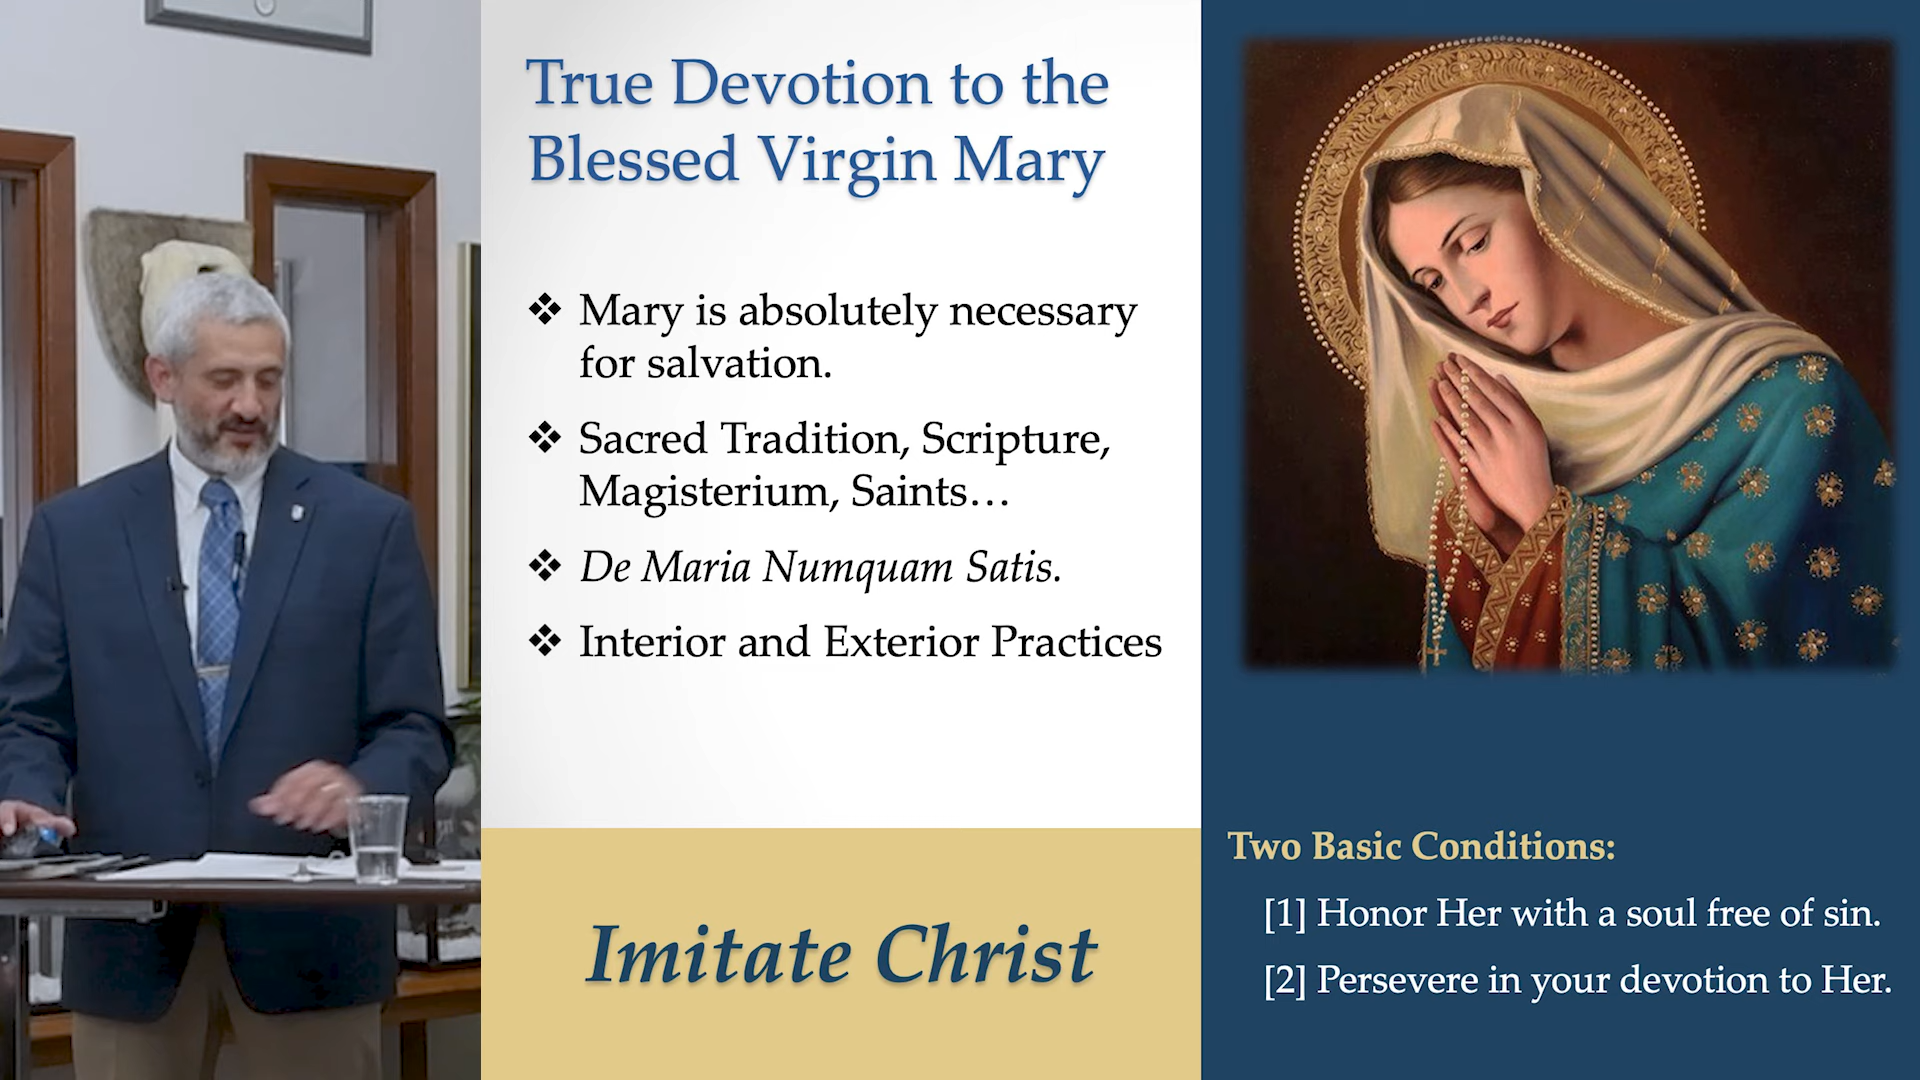 True Devotion to the
Blessed Virgin Mary
❖ Mary is absolutely necessary
for salvation.
❖ Sacred Tradition, Scripture,
Magisterium, Saints…
❖ De Maria Numquam Satis.
❖ Interior and Exterior Practices
Imitate Christ
Two Basic Conditions:
[1] Honor Her with a soul free of sin.
[2] Persevere in your devotion to Her.